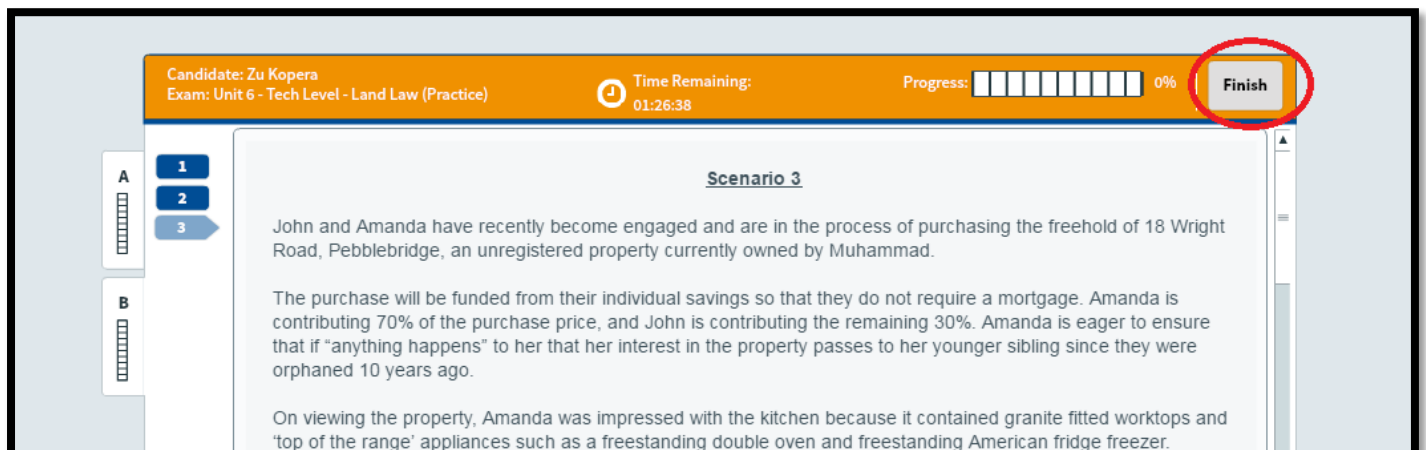 Candidate: Zu Kopera
Exam: Unit 6 - Tech Level - Land Law (Practice)
Time Remaining:
01:26:38
Progress: 0%
Finish
A
B
1
2
3
Scenario 3
John and Amanda have recently become engaged and are in the process of purchasing the freehold of 18 Wright
Road, Pebblebridge, an unregistered property currently owned by Muhammad.
The purchase will be funded from their individual savings so that they do not require a mortgage. Amanda is
contributing 70% of the purchase price, and John is contributing the remaining 30%. Amanda is eager to ensure
that if “anything happens” to her that her interest in the property passes to her younger sibling since they were
orphaned 10 years ago.
On viewing the property, Amanda was impressed with the kitchen because it contained granite fitted worktops and
‘top of the range’ appliances such as a freestanding double oven and freestanding American fridge freezer.